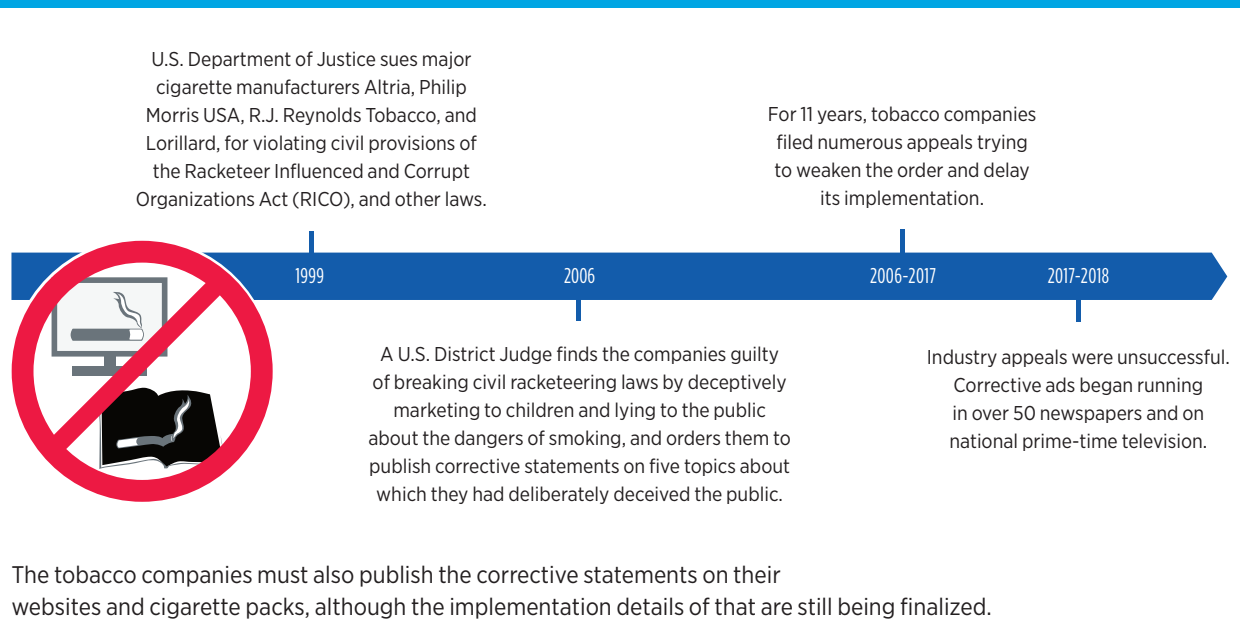 U.S. Department of Justice sues major
cigarette manufacturers Altria, Philip
Morris USA, R.J. Reynolds Tobacco, and
Lorillard, for violating civil provisions of
the Racketeer Influenced and Corrupt
Organizations Act (RICO), and other laws.
For 11 years, tobacco companies
filed numerous appeals trying
to weaken the order and delay
its implementation.
1999
2006
2006-2017
2017-2018
A U.S. District Judge finds the companies guilty
of breaking civil racketeering laws by deceptively
marketing to children and lying to the public
about the dangers of smoking, and orders them to
publish corrective statements on five topics about
which they had deliberately deceived the public.
Industry appeals were unsuccessful.
Corrective ads began running
in over 50 newspapers and on
national prime-time television.
The tobacco companies must also publish the corrective statements on their
websites and cigarette packs, although the implementation details of that are still being finalized.